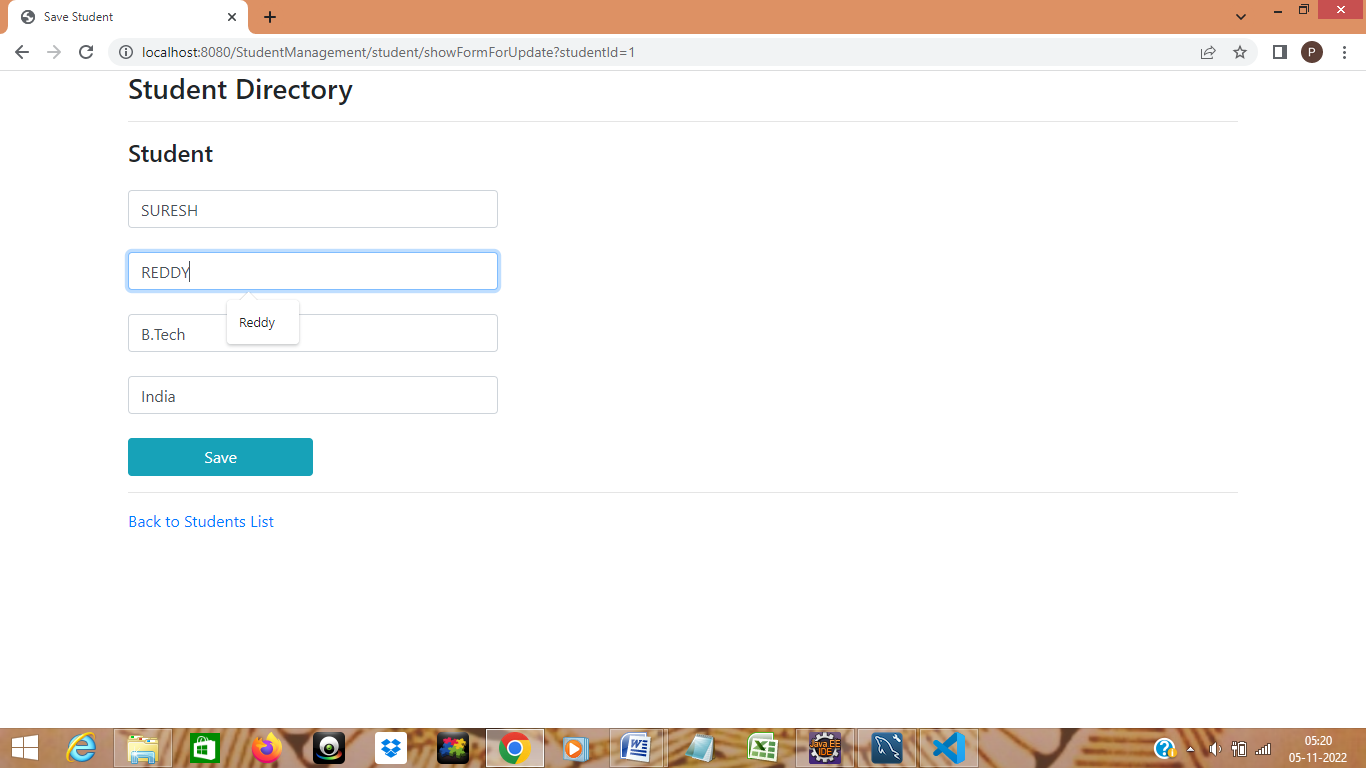 Save Student
localhost:8080/StudentManagement/student/showFormForUpdate?studentId=1
P
Student Directory
Student
SURESH
REDDY
Reddy
B.Tech
India
Save
Back to Students List
Java EE
IDE
05:20
05-11-2022